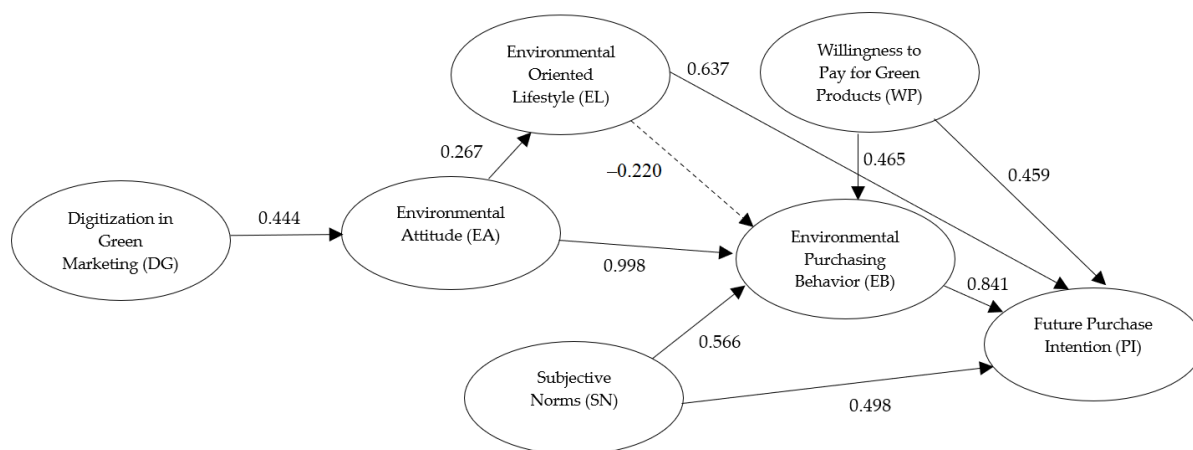 Environmental
Oriented
Lifestyle (EL)
Willingness to
Pay for Green
Products (WP)
0.637
0.267
0.465
–0.220
0.459
Digitization in
Green
Marketing (DG)
0.444
Environmental
Attitude (EA)
0.998
Environmental
Purchasing
Behavior (EB)
0.841
Future Purchase
Intention (PI)
0.566
Subjective
Norms (SN)
0.498